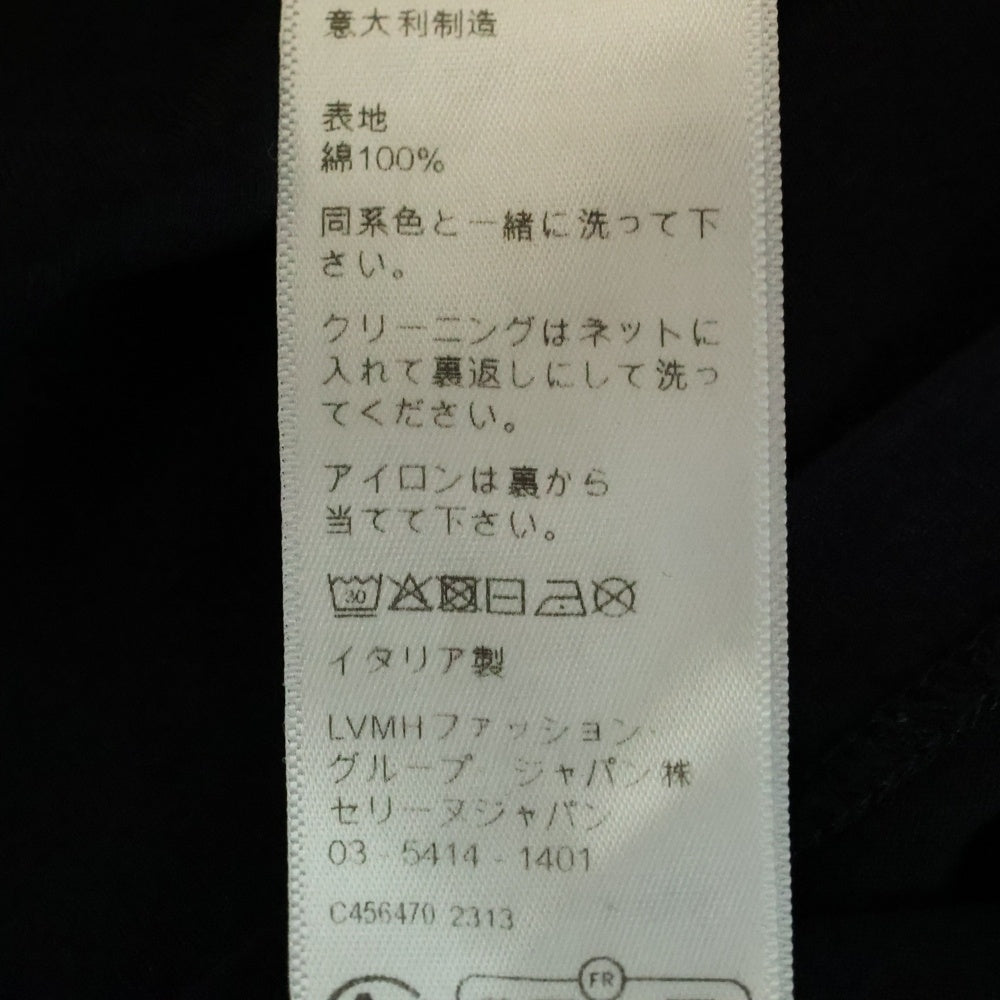 意大利制造
表地
綿100%
同系色と一緒に洗って下
さい。
クリーニングはネットに
入れて裏返しにして洗っ
てください。
アイロンは裏から
当てて下さい。
30
イタリア製
LVMHファッション
グループ ジャパン株
セリーヌジャパン
03-5414-1401
C456470 2313
FR